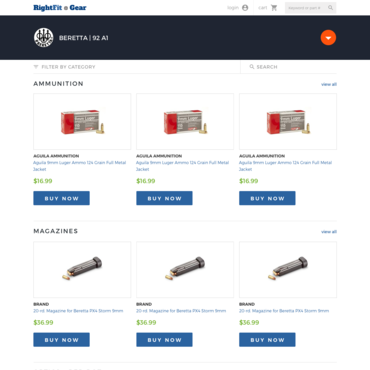 RightFit Gear
login
cart
BERETTA | 92 A1
FILTER BY CATEGORY
SEARCH
AMMUNITION
view all
AGUILA AMMUNITION
Aguila 9mm Luger Ammo 124 Grain Full Metal Jacket
$16.99
BUY NOW
AGUILA AMMUNITION
Aguila 9mm Luger Ammo 124 Grain Full Metal Jacket
$16.99
BUY NOW
AGUILA AMMUNITION
Aguila 9mm Luger Ammo 124 Grain Full Metal Jacket
$16.99
BUY NOW
MAGAZINES
view all
BRAND
20 rd. Magazine for Beretta PX4 Storm 9mm
$36.99
BUY NOW
BRAND
20 rd. Magazine for Beretta PX4 Storm 9mm
$36.99
BUY NOW
BRAND
20 rd. Magazine for Beretta PX4 Storm 9mm
$36.99
BUY NOW